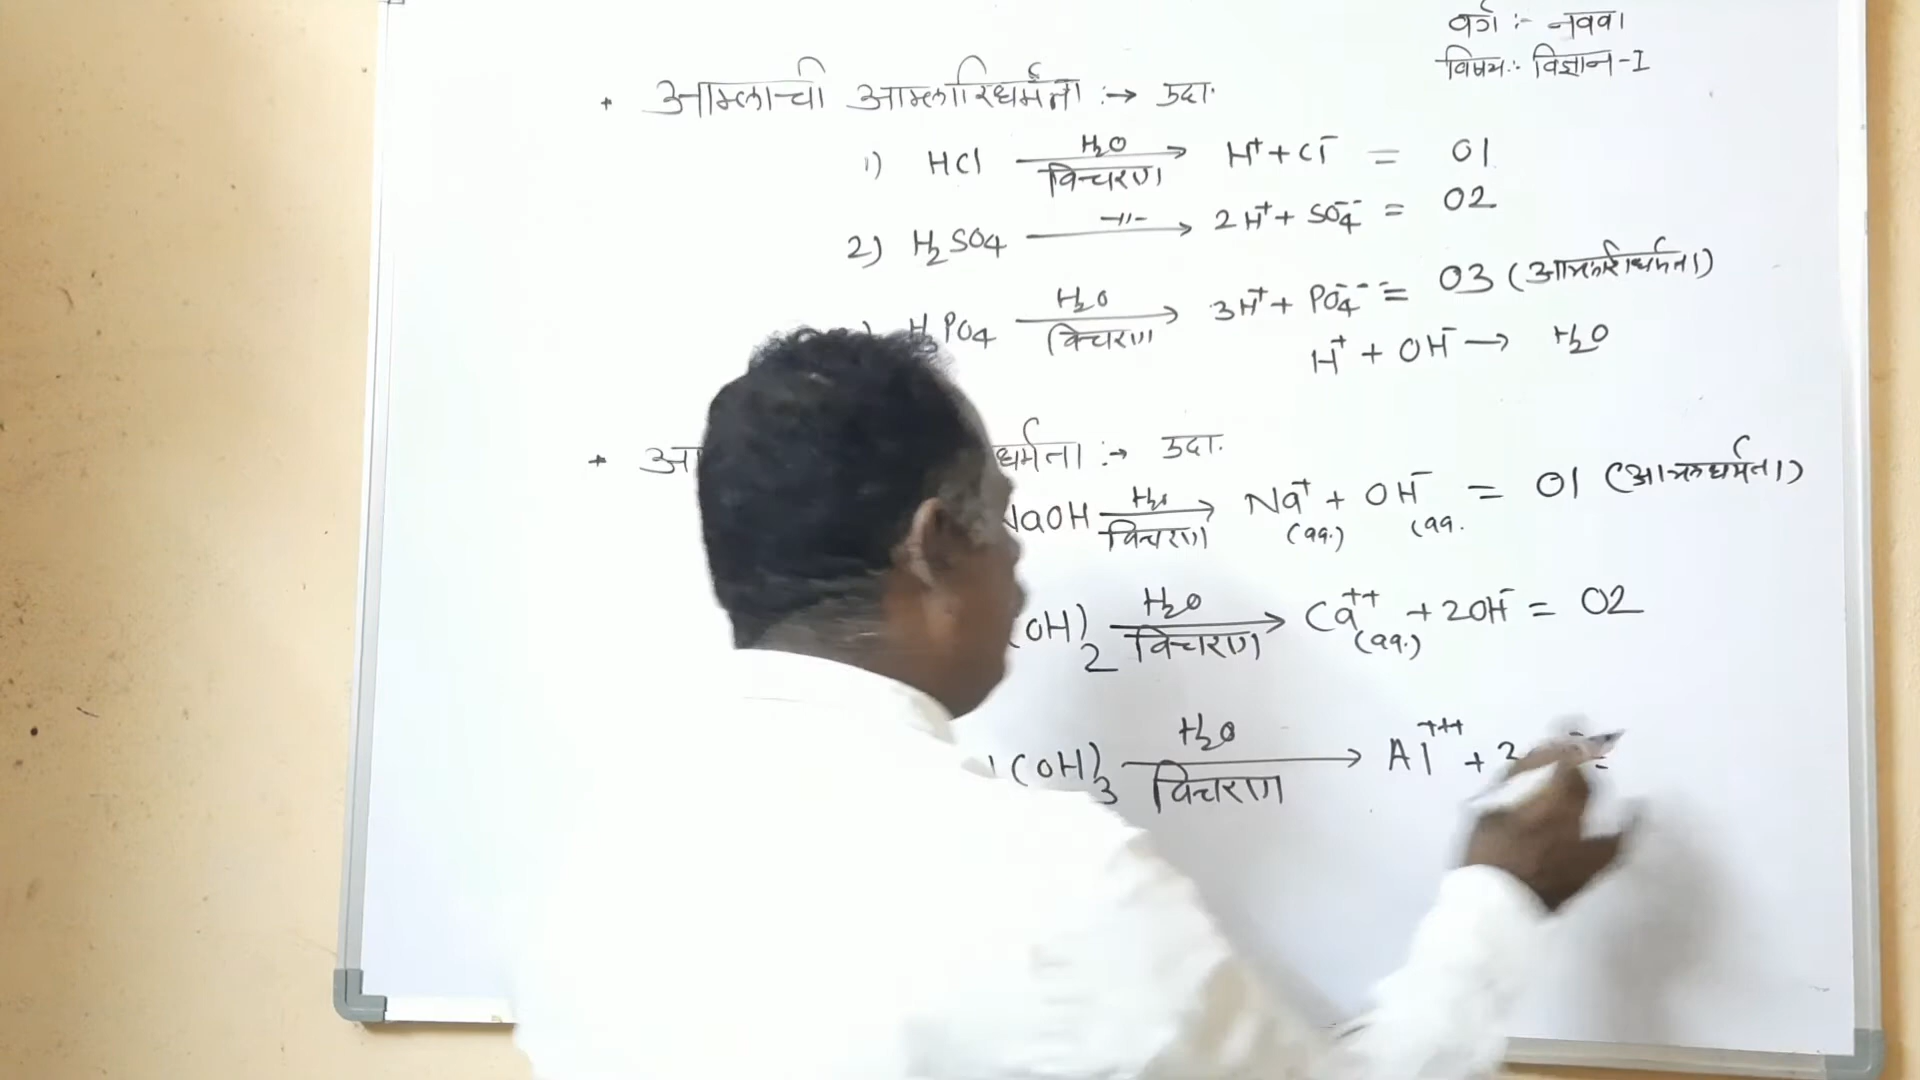 वर्ग :- नववा
विषय:- विज्ञान-I
* आम्लाची आम्लारिधर्मता :→ उदा.
1) HCl H₂O विचरण → H⁺ + Cl⁻ = 01
2) H₂SO₄ —॥— → 2H⁺ + SO₄⁻⁻ = 02
) H₃PO₄ H₂O विचरण → 3H⁺ + PO₄⁻⁻⁻ = 03 (आम्लारिधर्मता)
H⁺ + OH⁻ → H₂O
* धर्मता :→ उदा.
NaOH H₂O विचरण → Na⁺ (aq.) + OH⁻ (aq. = 01 (आम्लधर्मता)
(OH)₂ H₂O विचरण → Ca⁺⁺ (aq.) + 2OH⁻ = 02
(OH)₃ H₂O विचरण → Al⁺⁺⁺ + =